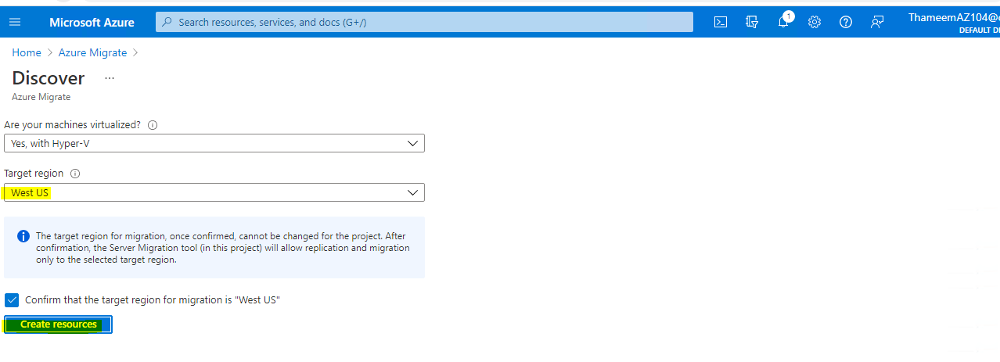 Microsoft Azure
Search resources, services, and docs (G+/)
1
ThameemAZ104@
DEFAULT DI
Home > Azure Migrate >
Discover ...
Azure Migrate
Are your machines virtualized?
Yes, with Hyper-V
Target region
West US
The target region for migration, once confirmed, cannot be changed for the project. After
confirmation, the Server Migration tool (in this project) will allow replication and migration
only to the selected target region.
Confirm that the target region for migration is "West US"
Create resources